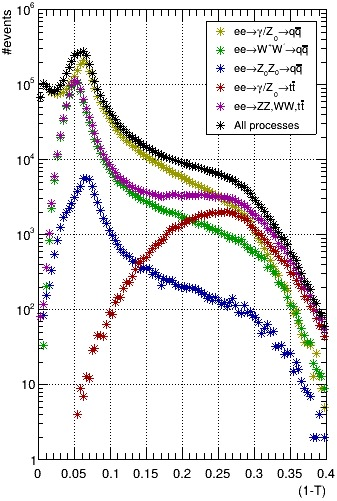 #events
10⁶
ee→γ/Z₀→qq̅
ee→W⁺W⁻→qq̅
ee→Z₀Z₀→qq̅
ee→γ/Z₀→tt̅
ee→ZZ,WW,tt̅
All processes
10⁵
10⁴
10³
10²
10
1
0 0.05 0.1 0.15 0.2 0.25 0.3 0.35 0.4
(1-T)